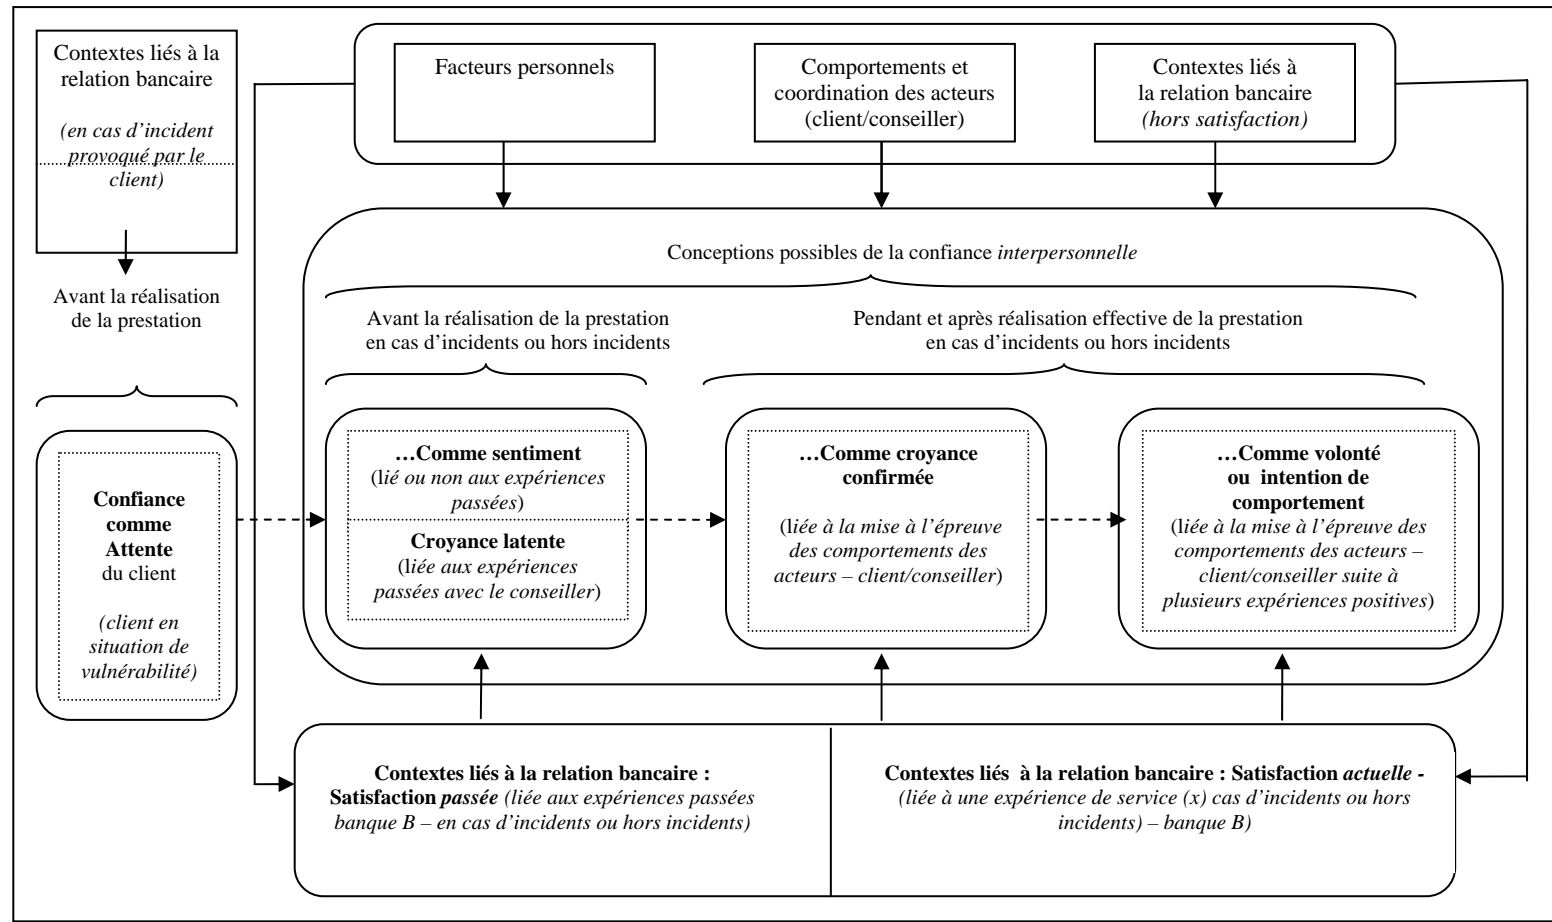 Contextes liés à la
relation bancaire
(en cas d’incident
provoqué par le
client)
Facteurs personnels
Comportements et
coordination des acteurs
(client/conseiller)
Contextes liés à
la relation bancaire
(hors satisfaction)
Conceptions possibles de la confiance interpersonnelle
Avant la réalisation
de la prestation
Avant la réalisation de la prestation
en cas d’incidents ou hors incidents
Pendant et après réalisation effective de la prestation
en cas d’incidents ou hors incidents
Confiance
comme
Attente
du client
(client en
situation de
vulnérabilité)
…Comme sentiment
(lié ou non aux expériences
passées)
Croyance latente
(liée aux expériences
passées avec le conseiller)
…Comme croyance
confirmée
(liée à la mise à l’épreuve
des comportements des
acteurs – client/conseiller)
…Comme volonté
ou intention de
comportement
(liée à la mise à l’épreuve des
comportements des acteurs –
client/conseiller suite à
plusieurs expériences positives)
Contextes liés à la relation bancaire :
Satisfaction passée (liée aux expériences passées
banque B – en cas d’incidents ou hors incidents)
Contextes liés à la relation bancaire : Satisfaction actuelle -
(liée à une expérience de service (x) cas d’incidents ou hors
incidents) – banque B)